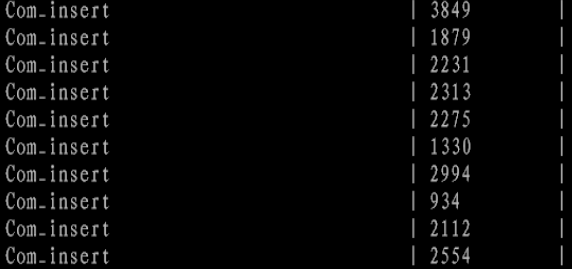 Com_insert | 3849 |
Com_insert | 1879 |
Com_insert | 2231 |
Com_insert | 2313 |
Com_insert | 2275 |
Com_insert | 1330 |
Com_insert | 2994 |
Com_insert | 934 |
Com_insert | 2112 |
Com_insert | 2554 |